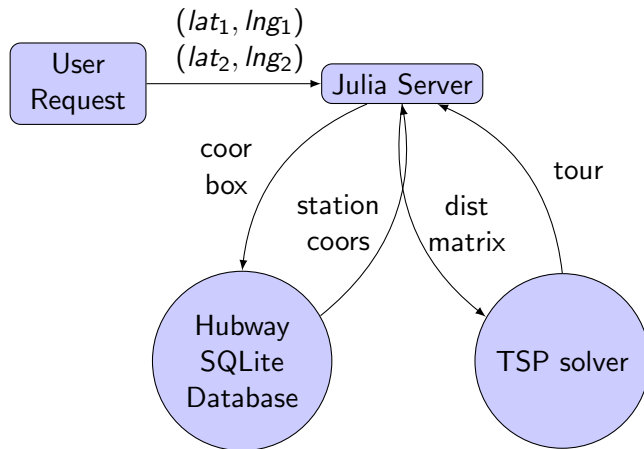 (lat₁, lng₁)
(lat₂, lng₂)
User
Request
Julia Server
coor
box
station
coors
dist
matrix
tour
Hubway
SQLite
Database
TSP solver